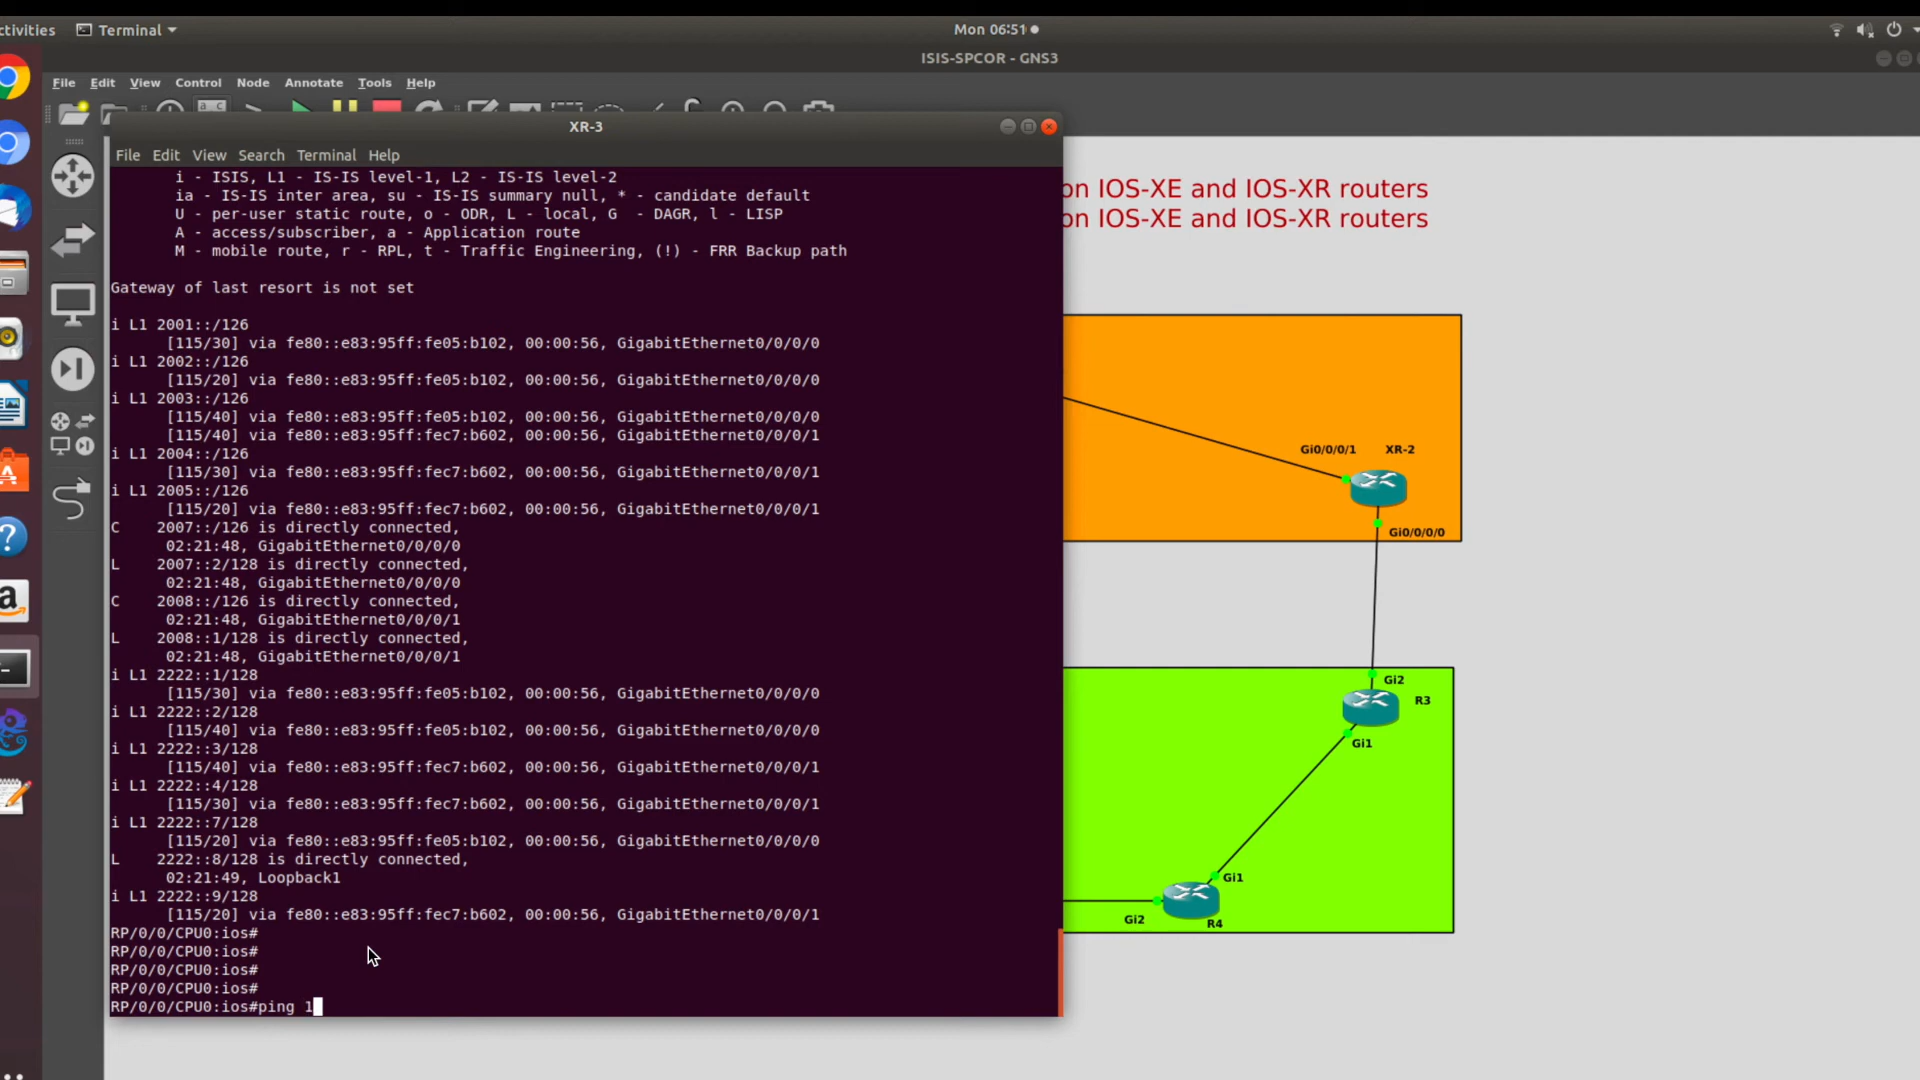 ctivities
Terminal
Mon 06:51
ISIS-SPCOR - GNS3
File Edit View Control Node Annotate Tools Help
XR-3
File Edit View Search Terminal Help
i - ISIS, L1 - IS-IS level-1, L2 - IS-IS level-2
ia - IS-IS inter area, su - IS-IS summary null, * - candidate default
U - per-user static route, o - ODR, L - local, G  - DAGR, l - LISP
A - access/subscriber, a - Application route
M - mobile route, r - RPL, t - Traffic Engineering, (!) - FRR Backup path
Gateway of last resort is not set
i L1 2001::/126
[115/30] via fe80::e83:95ff:fe05:b102, 00:00:56, GigabitEthernet0/0/0/0
i L1 2002::/126
[115/20] via fe80::e83:95ff:fe05:b102, 00:00:56, GigabitEthernet0/0/0/0
i L1 2003::/126
[115/40] via fe80::e83:95ff:fe05:b102, 00:00:56, GigabitEthernet0/0/0/0
[115/40] via fe80::e83:95ff:fec7:b602, 00:00:56, GigabitEthernet0/0/0/1
i L1 2004::/126
[115/30] via fe80::e83:95ff:fec7:b602, 00:00:56, GigabitEthernet0/0/0/1
i L1 2005::/126
[115/20] via fe80::e83:95ff:fec7:b602, 00:00:56, GigabitEthernet0/0/0/1
C    2007::/126 is directly connected,
02:21:48, GigabitEthernet0/0/0/0
L    2007::2/128 is directly connected,
02:21:48, GigabitEthernet0/0/0/0
C    2008::/126 is directly connected,
02:21:48, GigabitEthernet0/0/0/1
L    2008::1/128 is directly connected,
02:21:48, GigabitEthernet0/0/0/1
i L1 2222::1/128
[115/30] via fe80::e83:95ff:fe05:b102, 00:00:56, GigabitEthernet0/0/0/0
i L1 2222::2/128
[115/40] via fe80::e83:95ff:fe05:b102, 00:00:56, GigabitEthernet0/0/0/0
i L1 2222::3/128
[115/40] via fe80::e83:95ff:fec7:b602, 00:00:56, GigabitEthernet0/0/0/1
i L1 2222::4/128
[115/30] via fe80::e83:95ff:fec7:b602, 00:00:56, GigabitEthernet0/0/0/1
i L1 2222::7/128
[115/20] via fe80::e83:95ff:fe05:b102, 00:00:56, GigabitEthernet0/0/0/0
L    2222::8/128 is directly connected,
02:21:49, Loopback1
i L1 2222::9/128
[115/20] via fe80::e83:95ff:fec7:b602, 00:00:56, GigabitEthernet0/0/0/1
RP/0/0/CPU0:ios#
RP/0/0/CPU0:ios#
RP/0/0/CPU0:ios#
RP/0/0/CPU0:ios#
RP/0/0/CPU0:ios#ping 1
on IOS-XE and IOS-XR routers
on IOS-XE and IOS-XR routers
Gi0/0/0/1
XR-2
Gi0/0/0/0
Gi2
R3
Gi1
Gi1
Gi2
R4